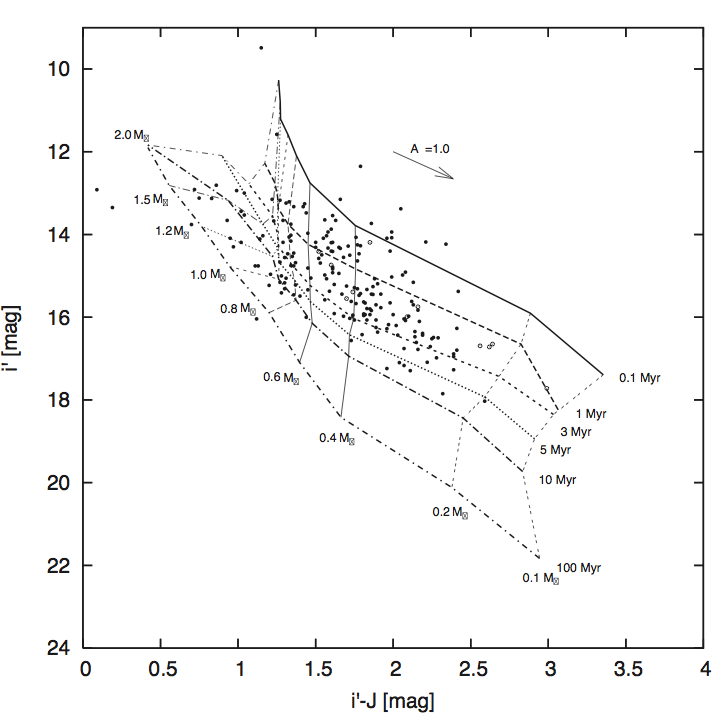 10
12
14
16
18
20
22
24
0
0.5
1
1.5
2
2.5
3
3.5
4
i' [mag]
i'-J [mag]
A =1.0
2.0 M
1.5 M
1.2 M
1.0 M
0.8 M
0.6 M
0.4 M
0.2 M
0.1 M
0.1 Myr
1 Myr
3 Myr
5 Myr
10 Myr
100 Myr